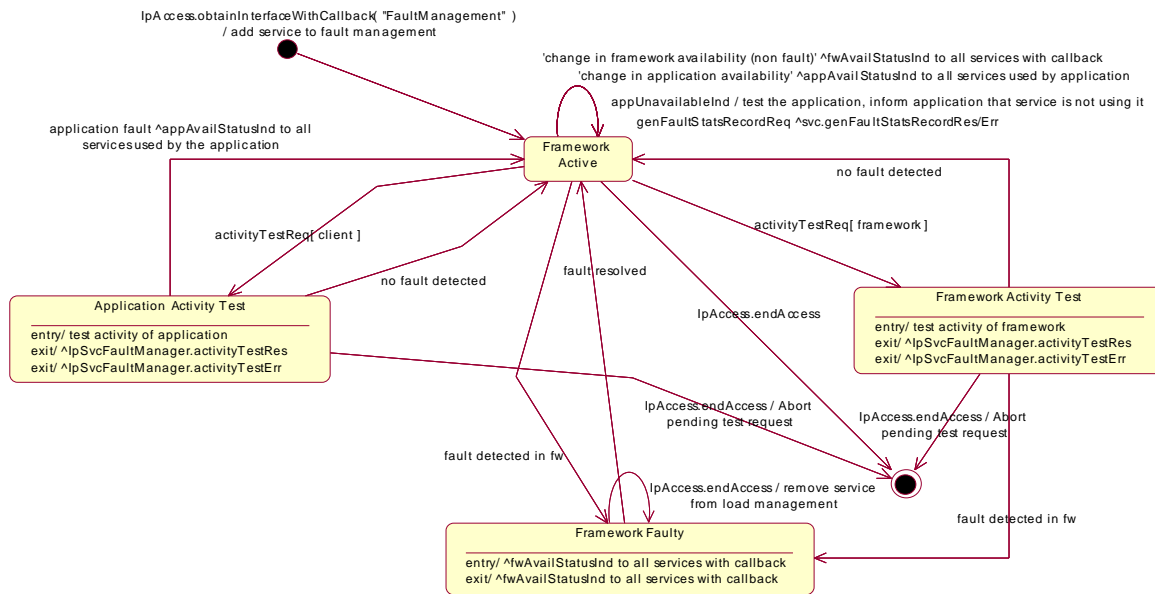 IpAccess.obtainInterfaceWithCallback( "FaultManagement" )
/ add service to fault management
'change in framework availability (non fault)' ^fwAvailStatusInd to all services with callback
'change in application availability' ^appAvailStatusInd to all services used by application
appUnavailableInd / test the application, inform application that service is not using it
genFaultStatsRecordReq ^svc.genFaultStatsRecordRes/Err
application fault ^appAvailStatusInd to all
services used by the application
Framework
Active
no fault detected
activityTestReq[ client ]
activityTestReq[ framework ]
no fault detected
fault resolved
Application Activity Test
entry/ test activity of application
exit/ ^IpSvcFaultManager.activityTestRes
exit/ ^IpSvcFaultManager.activityTestErr
Framework Activity Test
entry/ test activity of framework
exit/ ^IpSvcFaultManager.activityTestRes
exit/ ^IpSvcFaultManager.activityTestErr
IpAccess.endAccess
IpAccess.endAccess / Abort
pending test request
IpAccess.endAccess / Abort
pending test request
fault detected in fw
IpAccess.endAccess / remove service
from load management
fault detected in fw
Framework Faulty
entry/ ^fwAvailStatusInd to all services with callback
exit/ ^fwAvailStatusInd to all services with callback